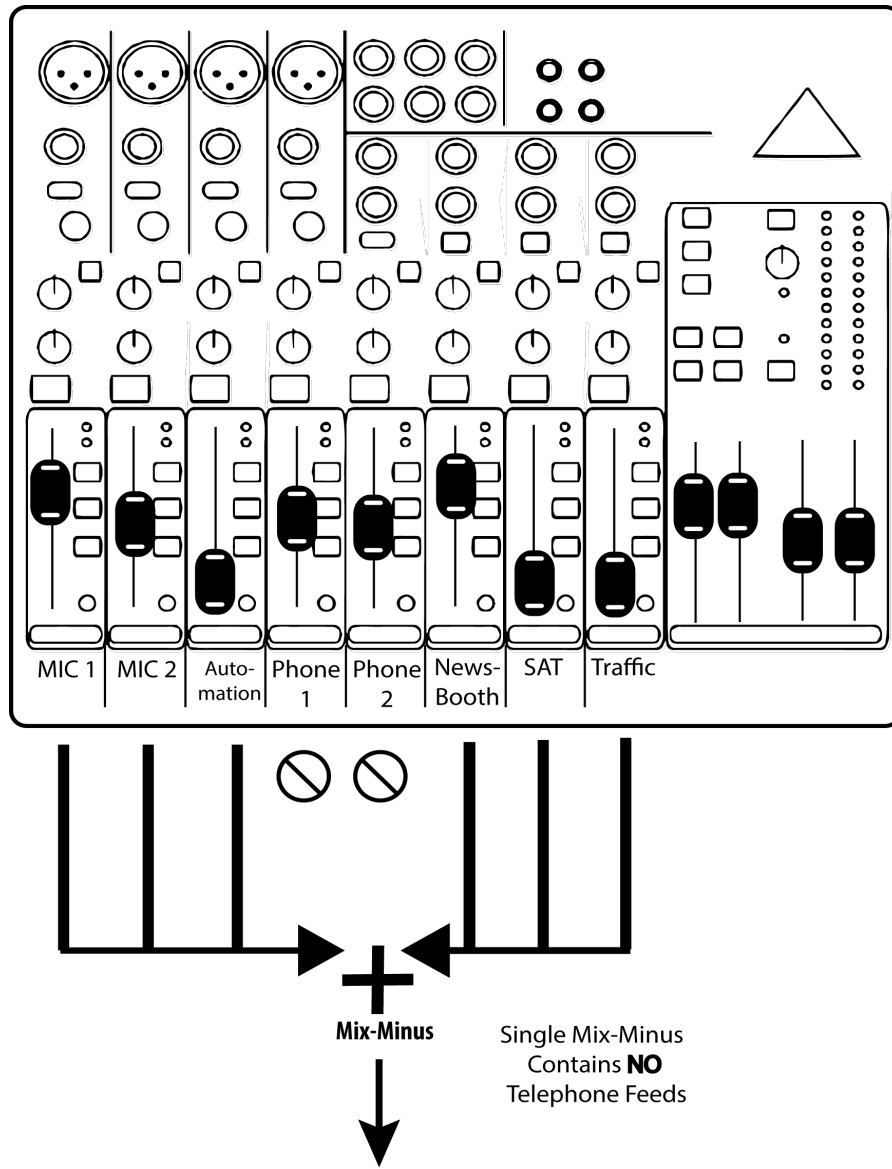 MIC 1
MIC 2
Auto-
mation
Phone
1
Phone
2
News-
Booth
SAT
Traffic
Mix-Minus
Single Mix-Minus
Contains NO
Telephone Feeds